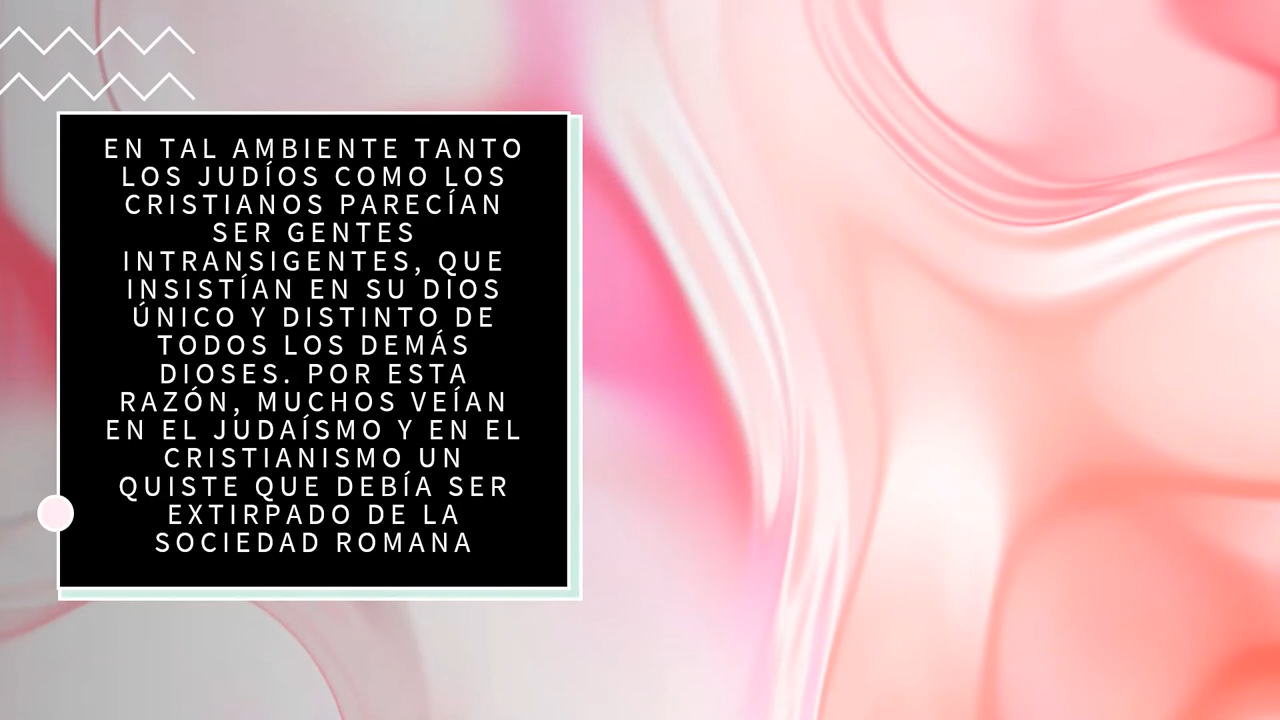 EN TAL AMBIENTE TANTO
LOS JUDÍOS COMO LOS
CRISTIANOS PARECÍAN
SER GENTES
INTRANSIGENTES, QUE
INSISTÍAN EN SU DIOS
ÚNICO Y DISTINTO DE
TODOS LOS DEMÁS
DIOSES. POR ESTA
RAZÓN, MUCHOS VEÍAN
EN EL JUDAÍSMO Y EN EL
CRISTIANISMO UN
QUISTE QUE DEBÍA SER
EXTIRPADO DE LA
SOCIEDAD ROMANA